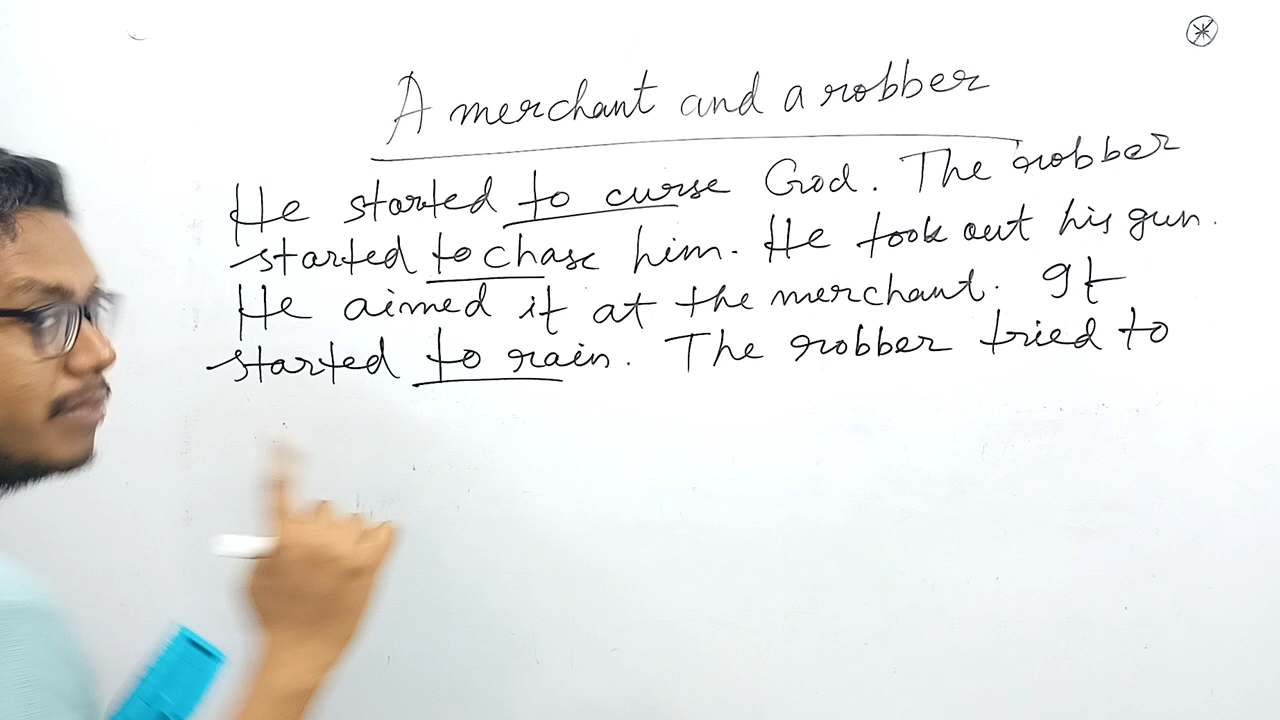 A merchant and a robber
He started to curse God. The robber
started to chase him. He took out his gun.
He aimed it at the merchant. It
started to rain. The robber tried to